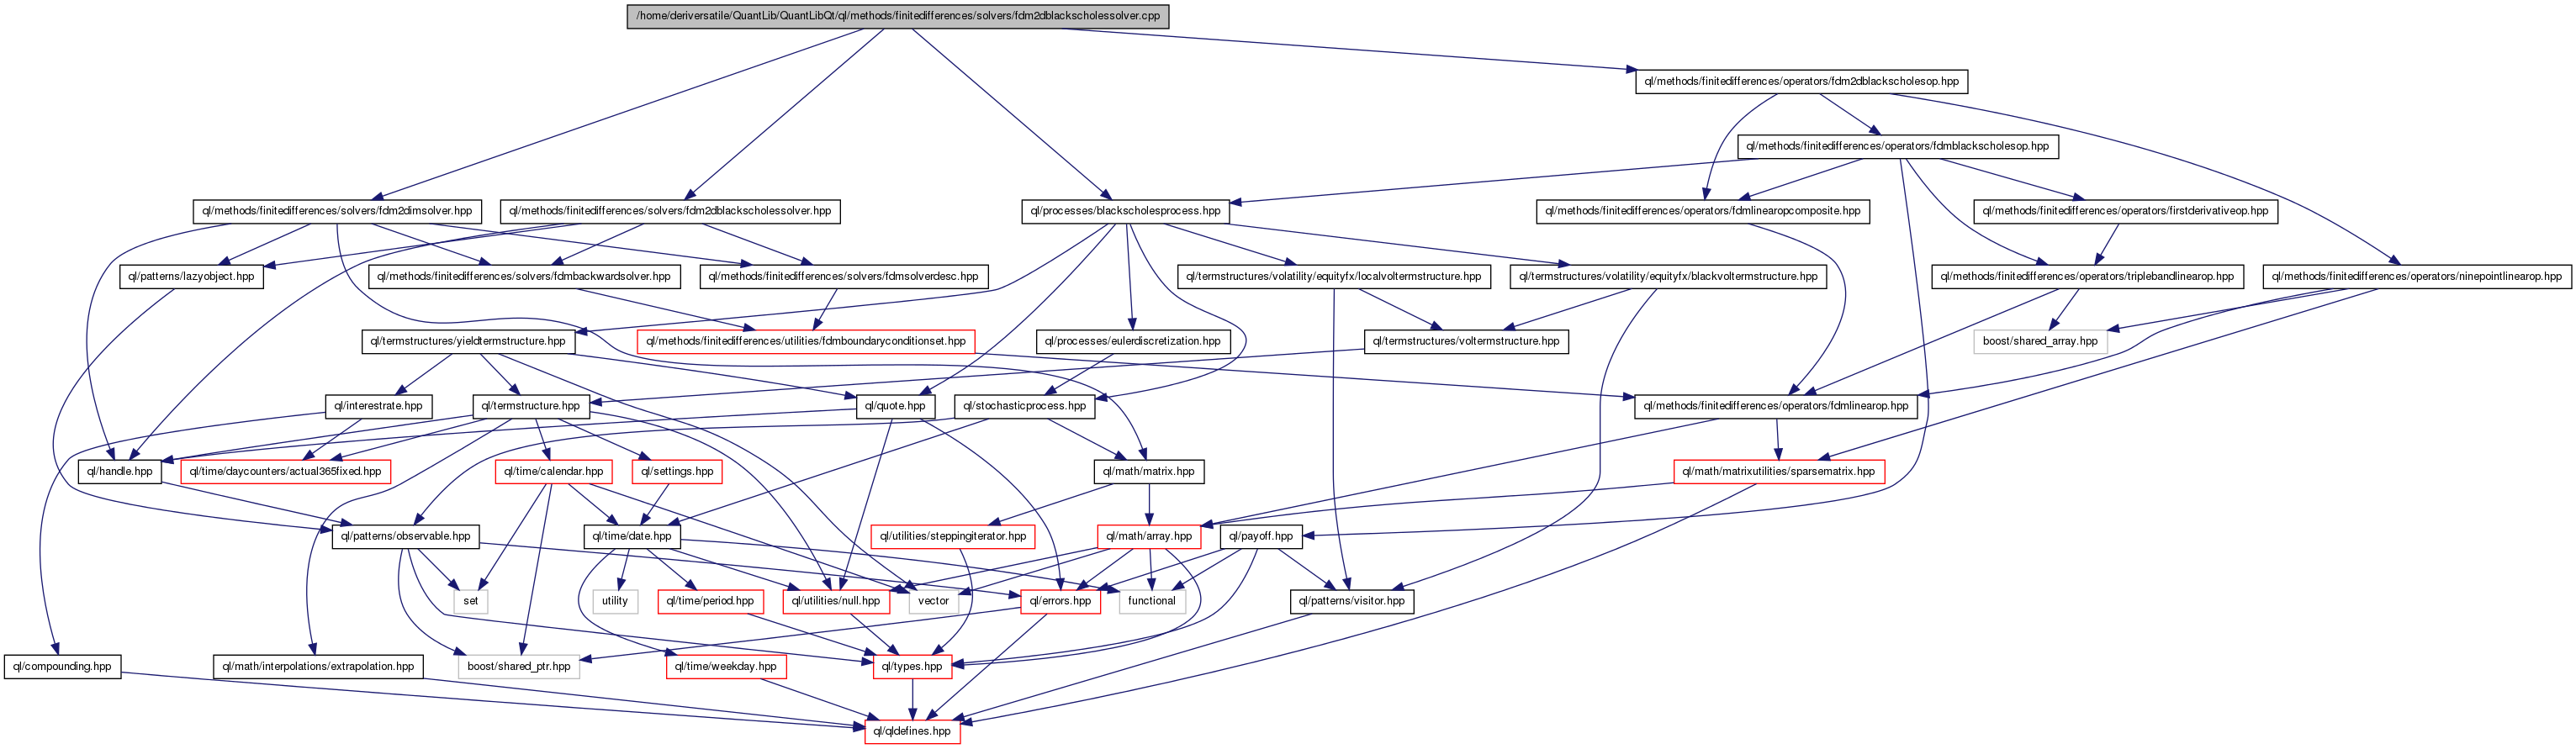 /home/deriversatile/QuantLib/QuantLibQt/ql/methods/finitedifferences/solvers/fdm2dblackscholessolver.cpp
ql/methods/finitedifferences/operators/fdm2dblackscholesop.hpp
ql/methods/finitedifferences/operators/fdmblackscholesop.hpp
ql/methods/finitedifferences/solvers/fdm2dimsolver.hpp
ql/methods/finitedifferences/solvers/fdm2dblackscholessolver.hpp
ql/processes/blackscholesprocess.hpp
ql/methods/finitedifferences/operators/fdmlinearopcomposite.hpp
ql/methods/finitedifferences/operators/firstderivativeop.hpp
ql/patterns/lazyobject.hpp
ql/methods/finitedifferences/solvers/fdmbackwardsolver.hpp
ql/methods/finitedifferences/solvers/fdmsolverdesc.hpp
ql/termstructures/volatility/equityfx/localvoltermstructure.hpp
ql/termstructures/volatility/equityfx/blackvoltermstructure.hpp
ql/methods/finitedifferences/operators/triplebandlinearop.hpp
ql/methods/finitedifferences/operators/ninepointlinearop.hpp
ql/termstructures/yieldtermstructure.hpp
ql/methods/finitedifferences/utilities/fdmboundaryconditionset.hpp
ql/processes/eulerdiscretization.hpp
ql/termstructures/voltermstructure.hpp
boost/shared_array.hpp
ql/interestrate.hpp
ql/termstructure.hpp
ql/quote.hpp
ql/stochasticprocess.hpp
ql/methods/finitedifferences/operators/fdmlinearop.hpp
ql/handle.hpp
ql/time/daycounters/actual365fixed.hpp
ql/time/calendar.hpp
ql/settings.hpp
ql/math/matrix.hpp
ql/math/matrixutilities/sparsematrix.hpp
ql/patterns/observable.hpp
ql/time/date.hpp
ql/utilities/steppingiterator.hpp
ql/math/array.hpp
ql/payoff.hpp
set
utility
ql/time/period.hpp
ql/utilities/null.hpp
vector
ql/errors.hpp
functional
ql/patterns/visitor.hpp
ql/compounding.hpp
ql/math/interpolations/extrapolation.hpp
boost/shared_ptr.hpp
ql/time/weekday.hpp
ql/types.hpp
ql/qldefines.hpp